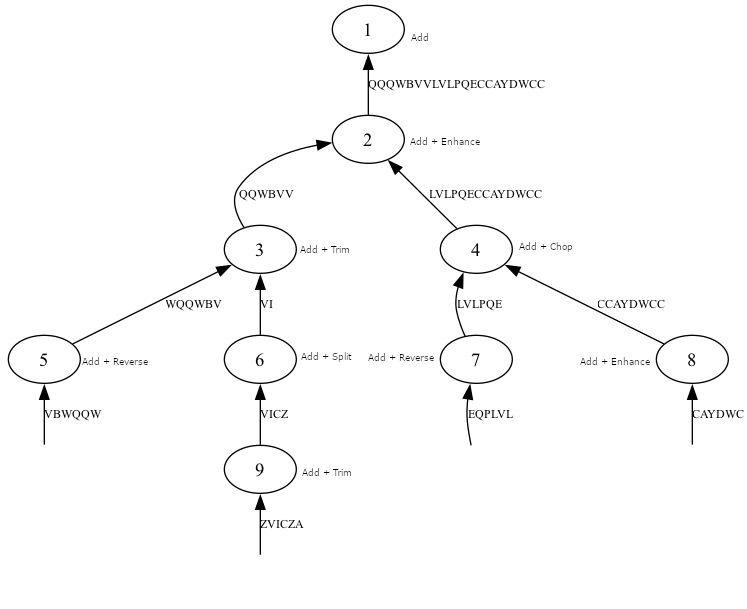 1
Add
QQQWBVVLVLPQECCAYDWCC
2
Add + Enhance
QQWBVV
LVLPQECCAYDWCC
3
Add + Trim
4
Add + Chop
WQQWBV
VI
LVLPQE
CCAYDWCC
5
Add + Reverse
6
Add + Split
Add + Reverse
7
Add + Enhance
8
VBWQQW
VICZ
EQPLVL
CAYDWC
9
Add + Trim
ZVICZA